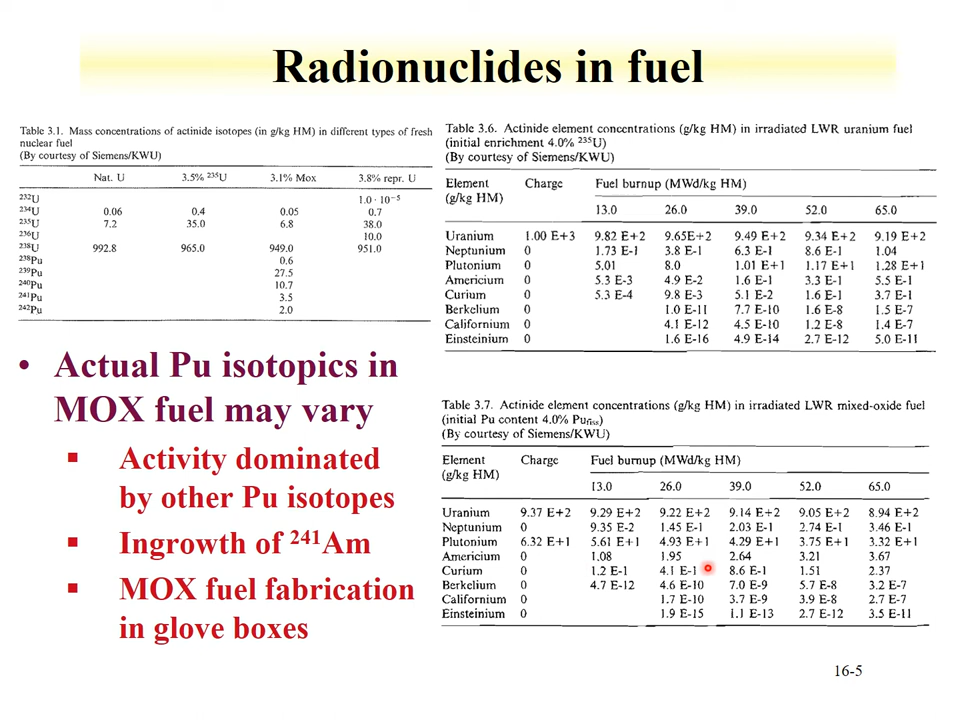 Radionuclides in fuel
Table 3.1. Mass concentrations of actinide isotopes (in g/kg HM) in different types of fresh
nuclear fuel
(By courtesy of Siemens/KWU)
Nat. U 3.5% ²³⁵U 3.1% Mox 3.8% repr. U
²³²U 1.0 · 10⁻⁵
²³⁴U 0.06 0.4 0.05 0.7
²³⁵U 7.2 35.0 6.8 38.0
²³⁶U 10.0
²³⁸U 992.8 965.0 949.0 951.0
²³⁸Pu 0.6
²³⁹Pu 27.5
²⁴⁰Pu 10.7
²⁴¹Pu 3.5
²⁴²Pu 2.0
• Actual Pu isotopics in
MOX fuel may vary
▪ Activity dominated
by other Pu isotopes
▪ Ingrowth of ²⁴¹Am
▪ MOX fuel fabrication
in glove boxes
Table 3.6. Actinide element concentrations (g/kg HM) in irradiated LWR uranium fuel
(initial enrichment 4.0% ²³⁵U)
(By courtesy of Siemens/KWU)
Element Charge Fuel burnup (MWd/kg HM)
(g/kg HM)
13.0 26.0 39.0 52.0 65.0
Uranium 1.00 E+3 9.82 E+2 9.65E+2 9.49 E+2 9.34 E+2 9.19 E+2
Neptunium 0 1.73 E-1 3.8 E-1 6.3 E-1 8.6 E-1 1.04
Plutonium 0 5.01 8.0 1.01 E+1 1.17 E+1 1.28 E+1
Americium 0 5.3 E-3 4.9 E-2 1.6 E-1 3.3 E-1 5.5 E-1
Curium 0 5.3 E-4 9.8 E-3 5.1 E-2 1.6 E-1 3.7 E-1
Berkelium 0 1.0 E-11 7.7 E-10 1.6 E-8 1.5 E-7
Californium 0 4.1 E-12 4.5 E-10 1.2 E-8 1.4 E-7
Einsteinium 0 1.6 E-16 4.9 E-14 2.7 E-12 5.0 E-11
Table 3.7. Actinide element concentrations (g/kg HM) in irradiated LWR mixed-oxide fuel
(initial Pu content 4.0% Pufiss)
(By courtesy of Siemens/KWU)
Element Charge Fuel burnup (MWd/kg HM)
(g/kg HM)
13.0 26.0 39.0 52.0 65.0
Uranium 9.37 E+2 9.29 E+2 9.22 E+2 9.14 E+2 9.05 E+2 8.94 E+2
Neptunium 0 9.35 E-2 1.45 E-1 2.03 E-1 2.74 E-1 3.46 E-1
Plutonium 6.32 E+1 5.61 E+1 4.93 E+1 4.29 E+1 3.75 E+1 3.32 E+1
Americium 0 1.08 1.95 2.64 3.21 3.67
Curium 0 1.2 E-1 4.1 E-1 8.6 E-1 1.51 2.37
Berkelium 0 4.7 E-12 4.6 E-10 7.0 E-9 5.7 E-8 3.2 E-7
Californium 0 1.7 E-10 3.7 E-9 3.9 E-8 2.7 E-7
Einsteinium 0 1.9 E-15 1.1 E-13 2.7 E-12 3.5 E-11
16-5